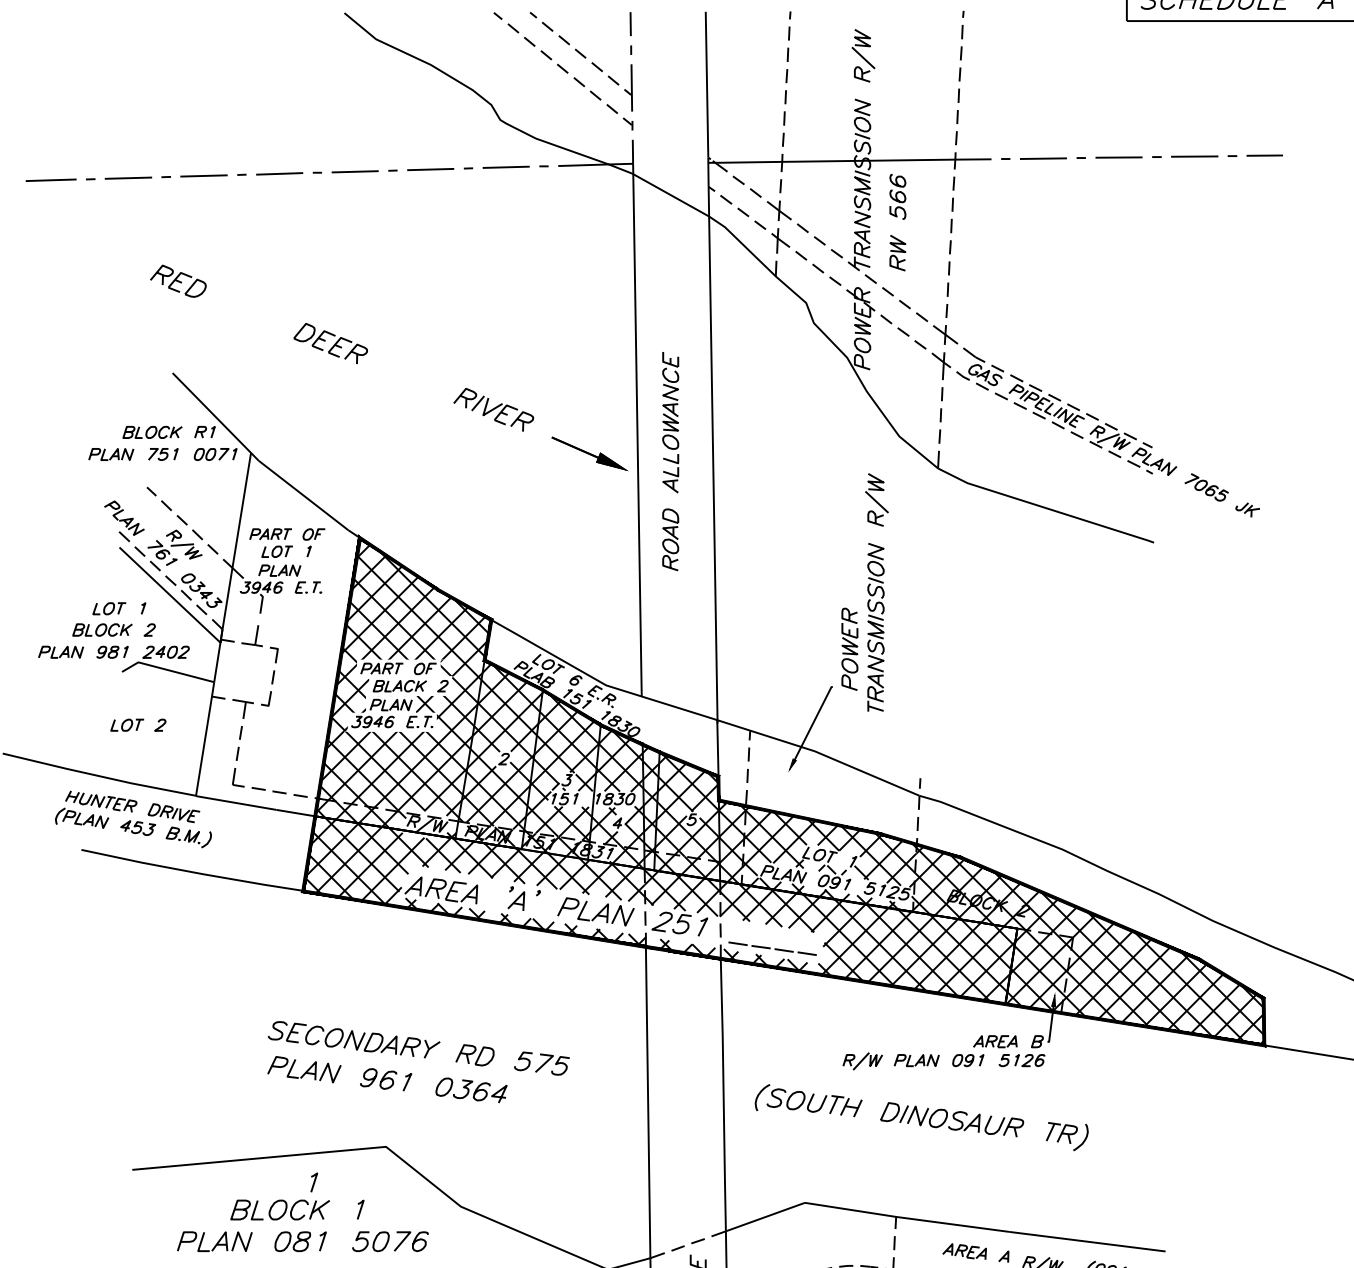 SCHEDULE 'A'
POWER TRANSMISSION R/W
RW 566
RED DEER RIVER
ROAD ALLOWANCE
GAS PIPELINE R/W PLAN 7065 JK
BLOCK R1
PLAN 751 0071
R/W
PLAN 761 0343
PART OF
LOT 1
PLAN
3946 E.T.
LOT 1
BLOCK 2
PLAN 981 2402
LOT 2
HUNTER DRIVE
(PLAN 453 B.M.)
PART OF
BLACK 2
PLAN
3946 E.T.
LOT 6 E.R.
PLAB 151 1830
POWER
TRANSMISSION R/W
2
3
151 1830
4
5
R/W PLAN 151 1831
LOT 1
PLAN 091 5125
BLOCK 2
AREA 'A' PLAN 251
AREA B
R/W PLAN 091 5126
SECONDARY RD 575
PLAN 961 0364
(SOUTH DINOSAUR TR)
1
BLOCK 1
PLAN 081 5076
AREA A R/W